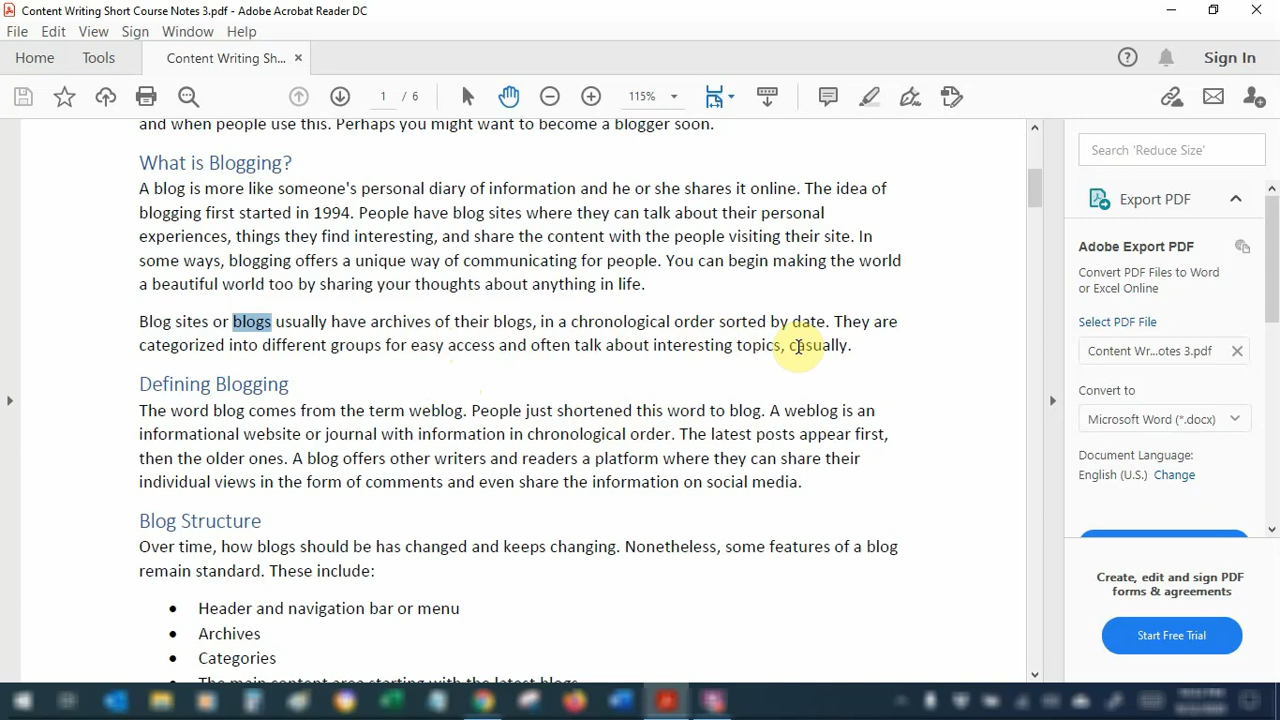 Content Writing Short Course Notes 3.pdf - Adobe Acrobat Reader DC
File Edit View Sign Window Help
Home Tools Content Writing Sh... × Sign In
1 / 6 115%
and when people use this. Perhaps you might want to become a blogger soon.
What is Blogging?
A blog is more like someone's personal diary of information and he or she shares it online. The idea of
blogging first started in 1994. People have blog sites where they can talk about their personal
experiences, things they find interesting, and share the content with the people visiting their site. In
some ways, blogging offers a unique way of communicating for people. You can begin making the world
a beautiful world too by sharing your thoughts about anything in life.
Blog sites or blogs usually have archives of their blogs, in a chronological order sorted by date. They are
categorized into different groups for easy access and often talk about interesting topics, casually.
Defining Blogging
The word blog comes from the term weblog. People just shortened this word to blog. A weblog is an
informational website or journal with information in chronological order. The latest posts appear first,
then the older ones. A blog offers other writers and readers a platform where they can share their
individual views in the form of comments and even share the information on social media.
Blog Structure
Over time, how blogs should be has changed and keeps changing. Nonetheless, some features of a blog
remain standard. These include:
• Header and navigation bar or menu
• Archives
• Categories
• The main content area starting with the latest blogs
Search 'Reduce Size'
Export PDF
Adobe Export PDF
Convert PDF Files to Word
or Excel Online
Select PDF File
Content Wr...otes 3.pdf ×
Convert to
Microsoft Word (*.docx)
Document Language:
English (U.S.) Change
Create, edit and sign PDF
forms & agreements
Start Free Trial